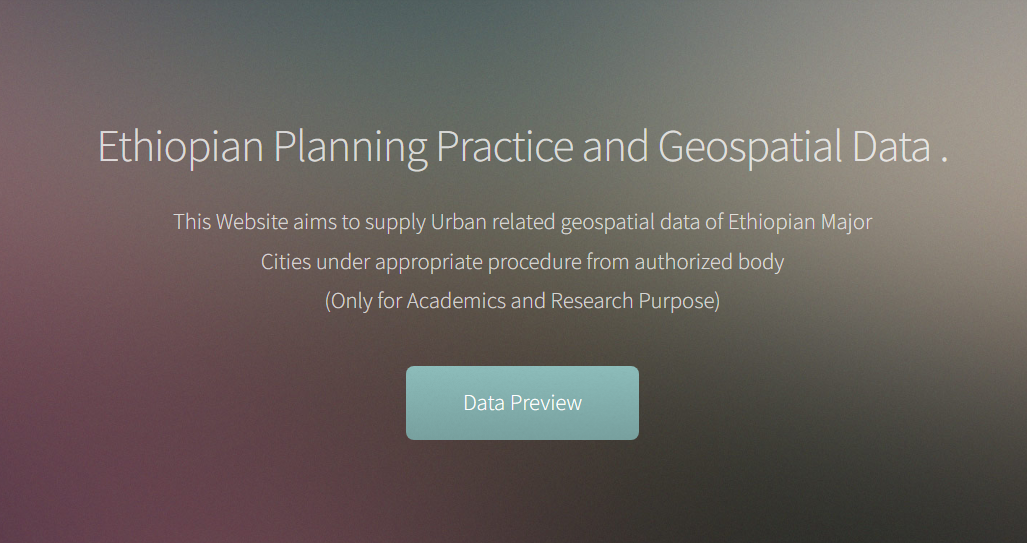 Ethiopian Planning Practice and Geospatial Data .
This Website aims to supply Urban related geospatial data of Ethiopian Major
Cities under appropriate procedure from authorized body
(Only for Academics and Research Purpose)
Data Preview